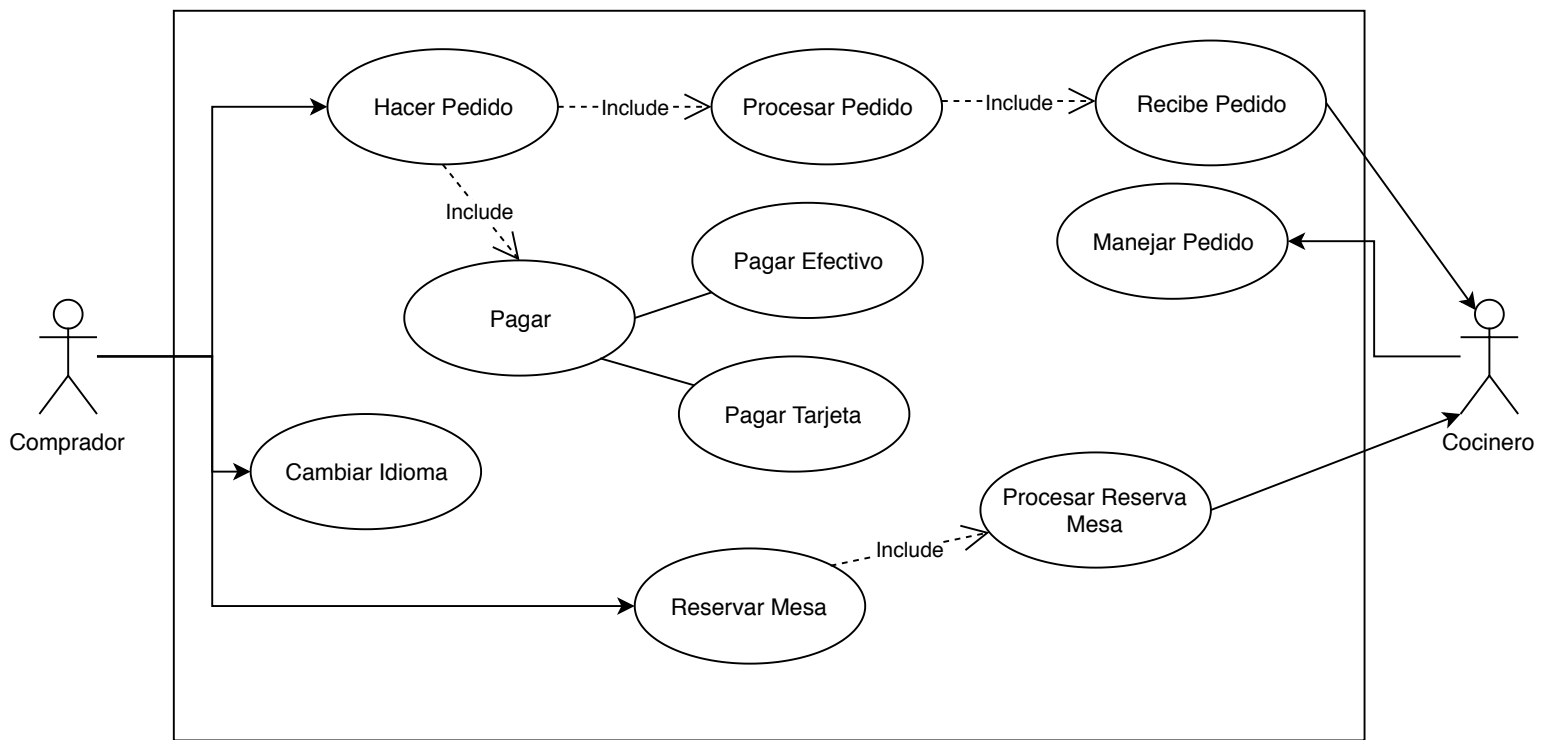 Hacer Pedido
Include
Procesar Pedido
Include
Recibe Pedido
Include
Pagar Efectivo
Manejar Pedido
Pagar
Pagar Tarjeta
Comprador
Cocinero
Cambiar Idioma
Procesar Reserva
Mesa
Include
Reservar Mesa